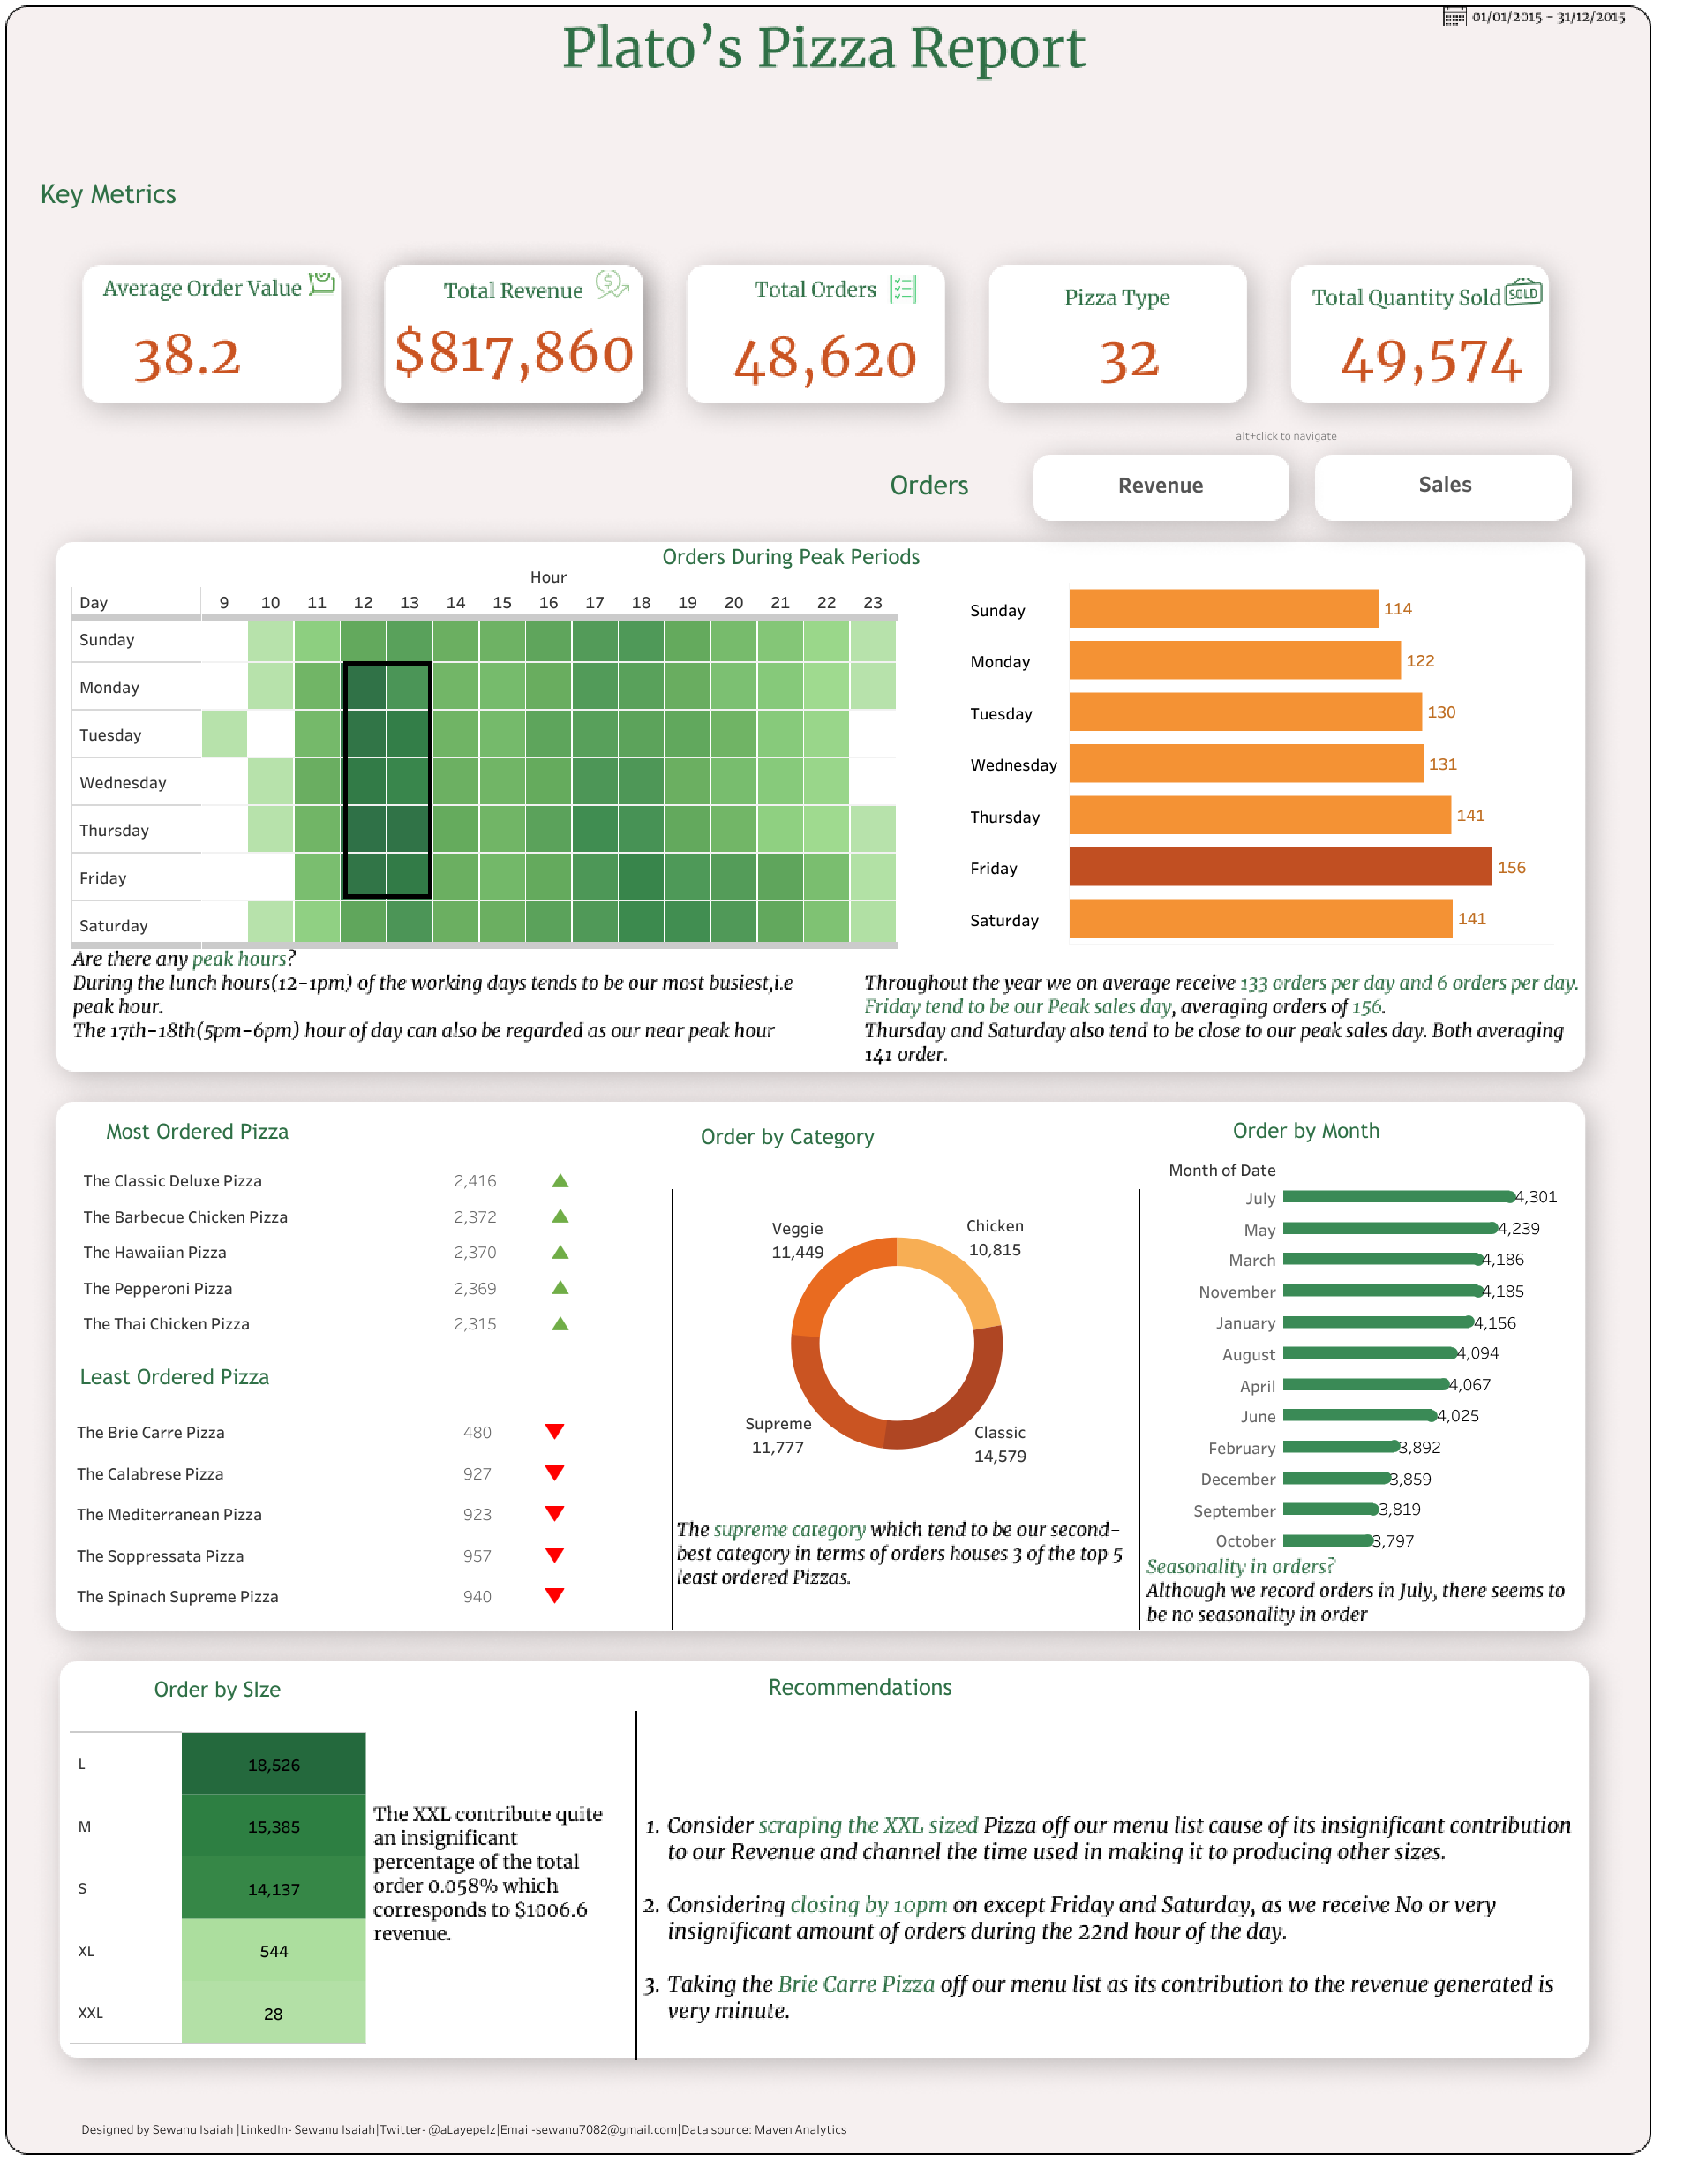 01/01/2015 - 31/12/2015
Plato's Pizza Report
Key Metrics
Average Order Value
38.2
Total Revenue
$817,860
Total Orders
48,620
Pizza Type
32
Total Quantity Sold
SOLD
49,574
alt+click to navigate
Orders
Revenue
Sales
Orders During Peak Periods
Hour
Day 9 10 11 12 13 14 15 16 17 18 19 20 21 22 23
Sunday
Monday
Tuesday
Wednesday
Thursday
Friday
Saturday
Sunday 114
Monday 122
Tuesday 130
Wednesday 131
Thursday 141
Friday 156
Saturday 141
Are there any peak hours?
During the lunch hours(12-1pm) of the working days tends to be our most busiest,i.e
peak hour.
The 17th-18th(5pm-6pm) hour of day can also be regarded as our near peak hour
Throughout the year we on average receive 133 orders per day and 6 orders per day.
Friday tend to be our Peak sales day, averaging orders of 156.
Thursday and Saturday also tend to be close to our peak sales day. Both averaging
141 order.
Most Ordered Pizza
The Classic Deluxe Pizza 2,416
The Barbecue Chicken Pizza 2,372
The Hawaiian Pizza 2,370
The Pepperoni Pizza 2,369
The Thai Chicken Pizza 2,315
Least Ordered Pizza
The Brie Carre Pizza 480
The Calabrese Pizza 927
The Mediterranean Pizza 923
The Soppressata Pizza 957
The Spinach Supreme Pizza 940
Order by Category
Veggie
11,449
Chicken
10,815
Supreme
11,777
Classic
14,579
The supreme category which tend to be our second-
best category in terms of orders houses 3 of the top 5
least ordered Pizzas.
Order by Month
Month of Date
July 4,301
May 4,239
March 4,186
November 4,185
January 4,156
August 4,094
April 4,067
June 4,025
February 3,892
December 3,859
September 3,819
October 3,797
Seasonality in orders?
Although we record orders in July, there seems to
be no seasonality in order
Order by SIze
L 18,526
M 15,385
S 14,137
XL 544
XXL 28
The XXL contribute quite
an insignificant
percentage of the total
order 0.058% which
corresponds to $1006.6
revenue.
Recommendations
1. Consider scraping the XXL sized Pizza off our menu list cause of its insignificant contribution
to our Revenue and channel the time used in making it to producing other sizes.
2. Considering closing by 10pm on except Friday and Saturday, as we receive No or very
insignificant amount of orders during the 22nd hour of the day.
3. Taking the Brie Carre Pizza off our menu list as its contribution to the revenue generated is
very minute.
Designed by Sewanu Isaiah |LinkedIn- Sewanu Isaiah|Twitter- @aLayepelz|Email-sewanu7082@gmail.com|Data source: Maven Analytics